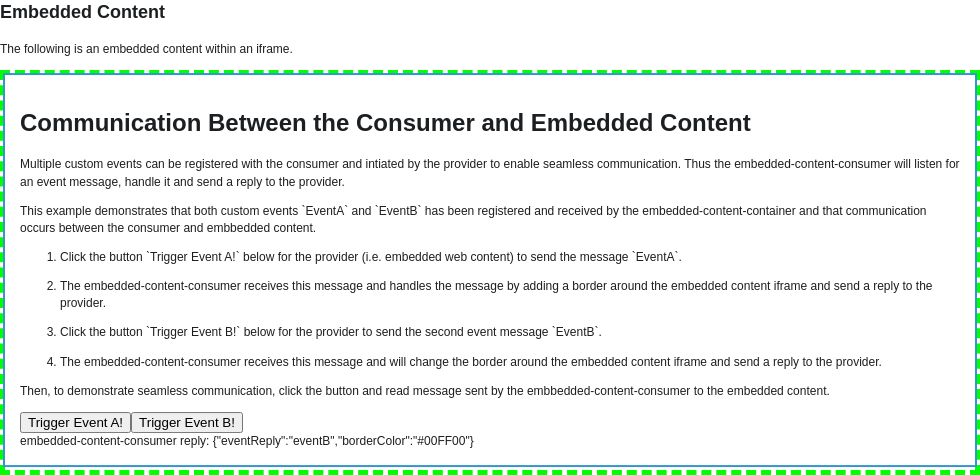 Embedded Content
The following is an embedded content within an iframe.
Communication Between the Consumer and Embedded Content
Multiple custom events can be registered with the consumer and intiated by the provider to enable seamless communication. Thus the embedded-content-consumer will listen for
an event message, handle it and send a reply to the provider.
This example demonstrates that both custom events `EventA` and `EventB` has been registered and received by the embedded-content-container and that communication
occurs between the consumer and embbedded content.
1. Click the button `Trigger Event A!` below for the provider (i.e. embedded web content) to send the message `EventA`.
2. The embedded-content-consumer receives this message and handles the message by adding a border around the embedded content iframe and send a reply to the
provider.
3. Click the button `Trigger Event B!` below for the provider to send the second event message `EventB`.
4. The embedded-content-consumer receives this message and will change the border around the embedded content iframe and send a reply to the provider.
Then, to demonstrate seamless communication, click the button and read message sent by the embbedded-content-consumer to the embedded content.
Trigger Event A! Trigger Event B!
embedded-content-consumer reply: {"eventReply":"eventB","borderColor":"#00FF00"}